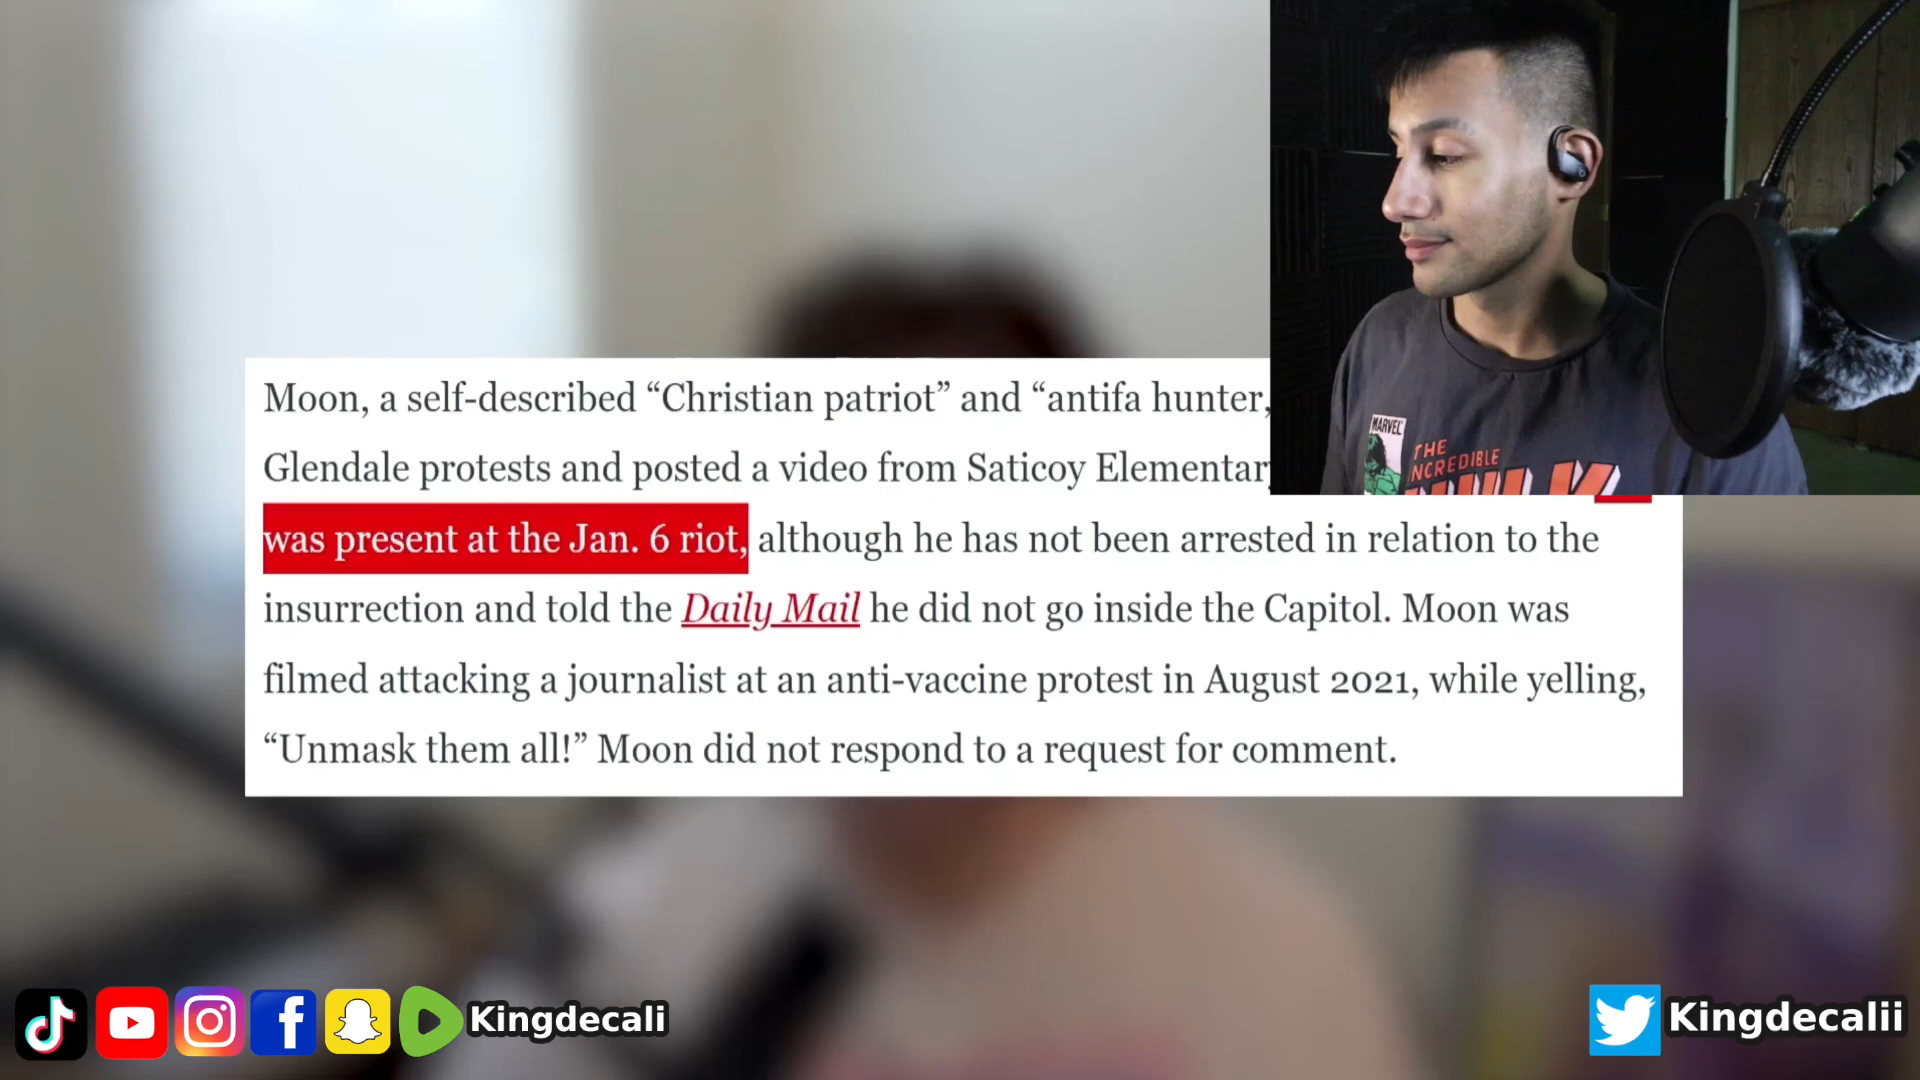 Moon, a self-described “Christian patriot” and “antifa hunter,
Glendale protests and posted a video from Saticoy Elementary
was present at the Jan. 6 riot, although he has not been arrested in relation to the
insurrection and told the Daily Mail he did not go inside the Capitol. Moon was
filmed attacking a journalist at an anti-vaccine protest in August 2021, while yelling,
“Unmask them all!” Moon did not respond to a request for comment.
MARVEL
THE
INCREDIBLE
HULK
Kingdecali
Kingdecalii